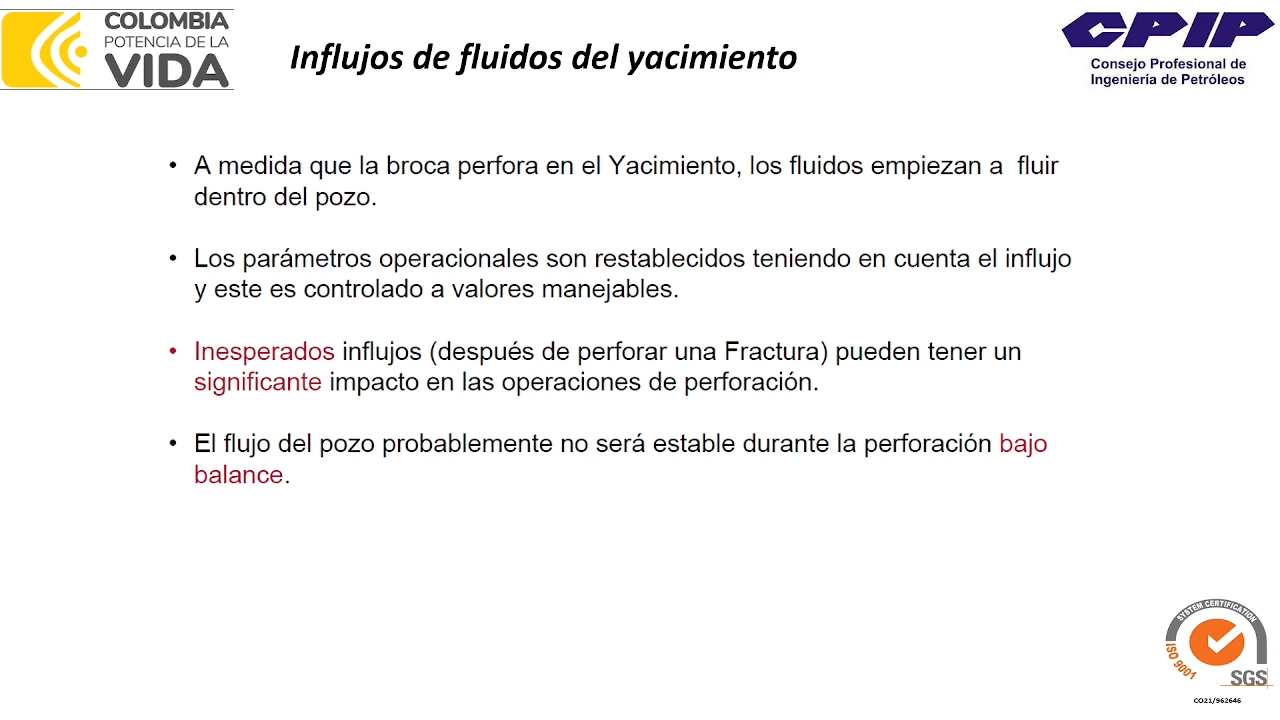 COLOMBIA
POTENCIA DE LA
VIDA
Influjos de fluidos del yacimiento
CPIP
Consejo Profesional de
Ingeniería de Petróleos
• A medida que la broca perfora en el Yacimiento, los fluidos empiezan a fluir
dentro del pozo.
• Los parámetros operacionales son restablecidos teniendo en cuenta el influjo
y este es controlado a valores manejables.
• Inesperados influjos (después de perforar una Fractura) pueden tener un
significante impacto en las operaciones de perforación.
• El flujo del pozo probablemente no será estable durante la perforación bajo
balance.
SYSTEM CERTIFICATION
ISO 9001
SGS
CO21/962646